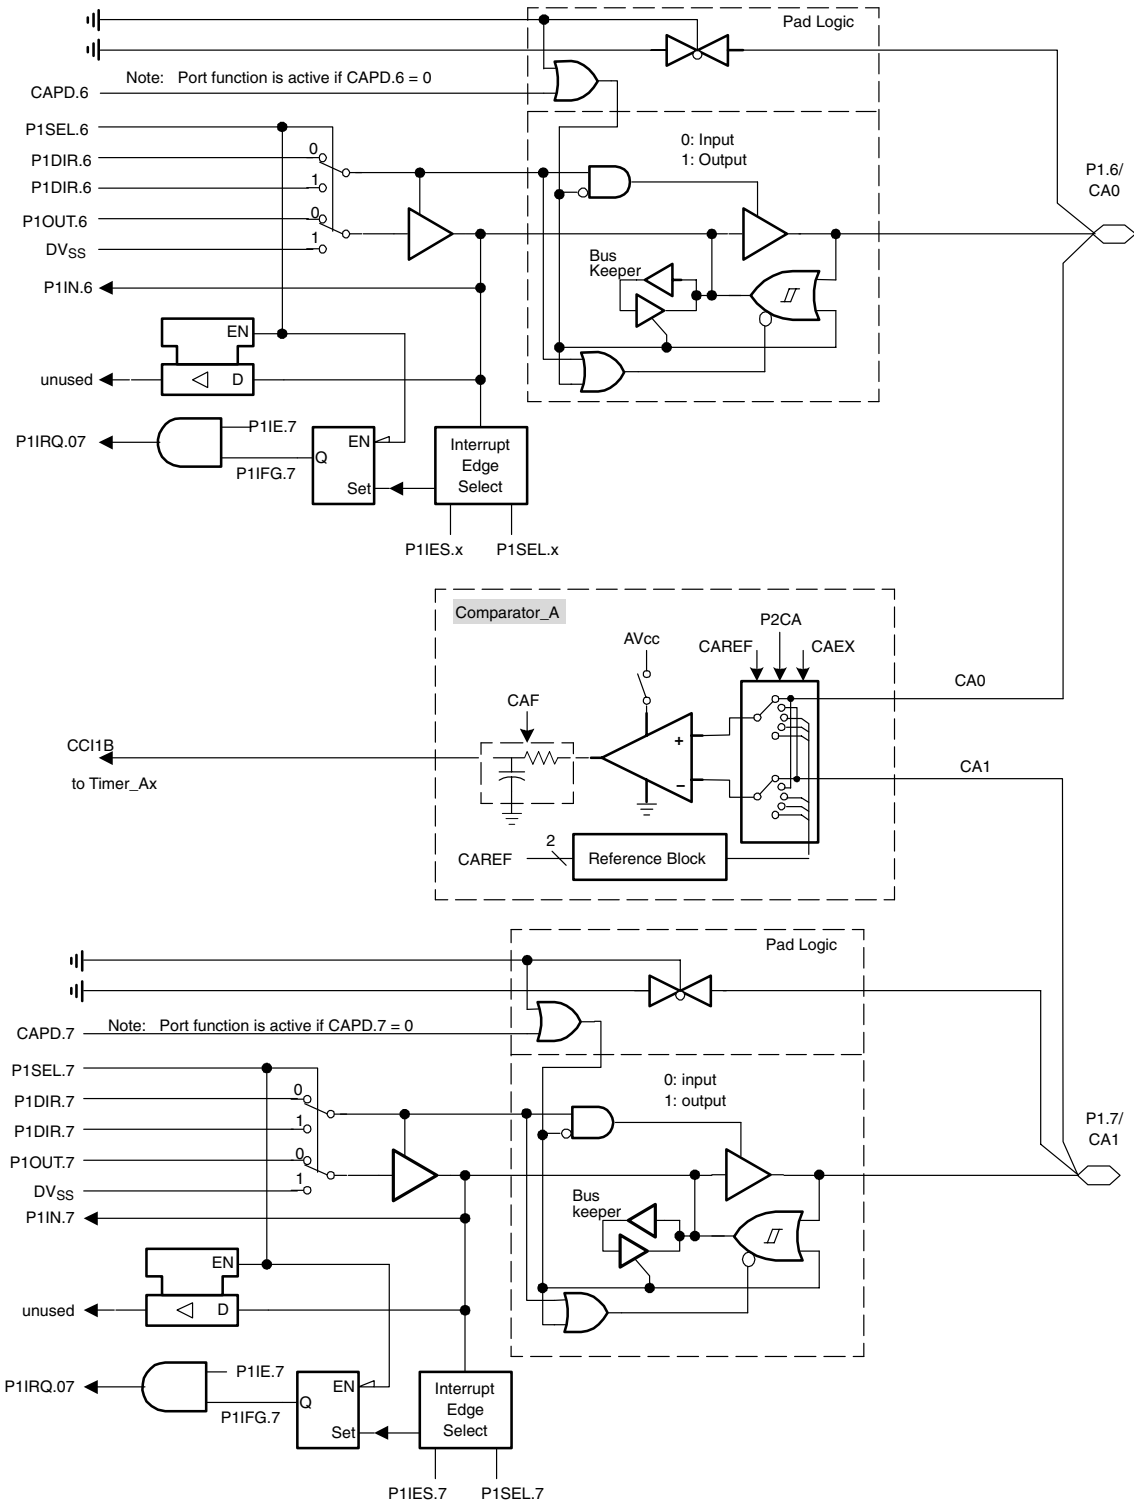 Pad Logic
Note: Port function is active if CAPD.6 = 0
CAPD.6
P1SEL.6
0
P1DIR.6
1
P1DIR.6
0
P1OUT.6
1
DVSS
P1IN.6
0: Input
1: Output
P1.6/
CA0
Bus
Keeper
EN
unused
D
P1IE.7
P1IRQ.07
P1IFG.7
EN
Q
Set
Interrupt
Edge
Select
P1IES.x
P1SEL.x
Comparator_A
P2CA
AVcc
CAREF
CAEX
CA0
CAF
+
CCI1B
to Timer_Ax
CA1
−
2
CAREF
Reference Block
Pad Logic
Note: Port function is active if CAPD.7 = 0
CAPD.7
P1SEL.7
0
P1DIR.7
1
P1DIR.7
0
P1OUT.7
1
DVSS
P1IN.7
0: input
1: output
P1.7/
CA1
Bus
keeper
EN
unused
D
P1IE.7
P1IRQ.07
P1IFG.7
EN
Q
Set
Interrupt
Edge
Select
P1IES.7
P1SEL.7